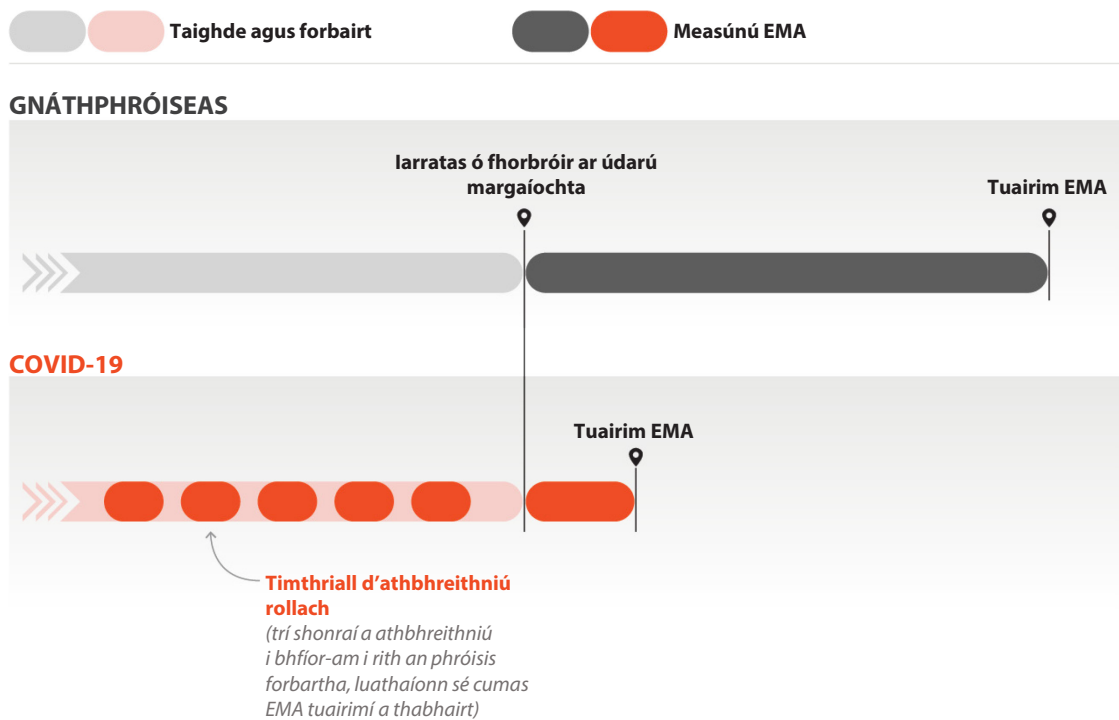 Taighde agus forbairt
Measúnú EMA
GNÁTHPHRÓISEAS
Iarratas ó fhorbróir ar údarú
margaíochta
Tuairim EMA
COVID-19
Tuairim EMA
Timthriall d’athbhreithniú
rollach
(trí shonraí a athbhreithniú
i bhfíor-am i rith an phróisis
forbartha, luathaíonn sé cumas
EMA tuairimí a thabhairt)